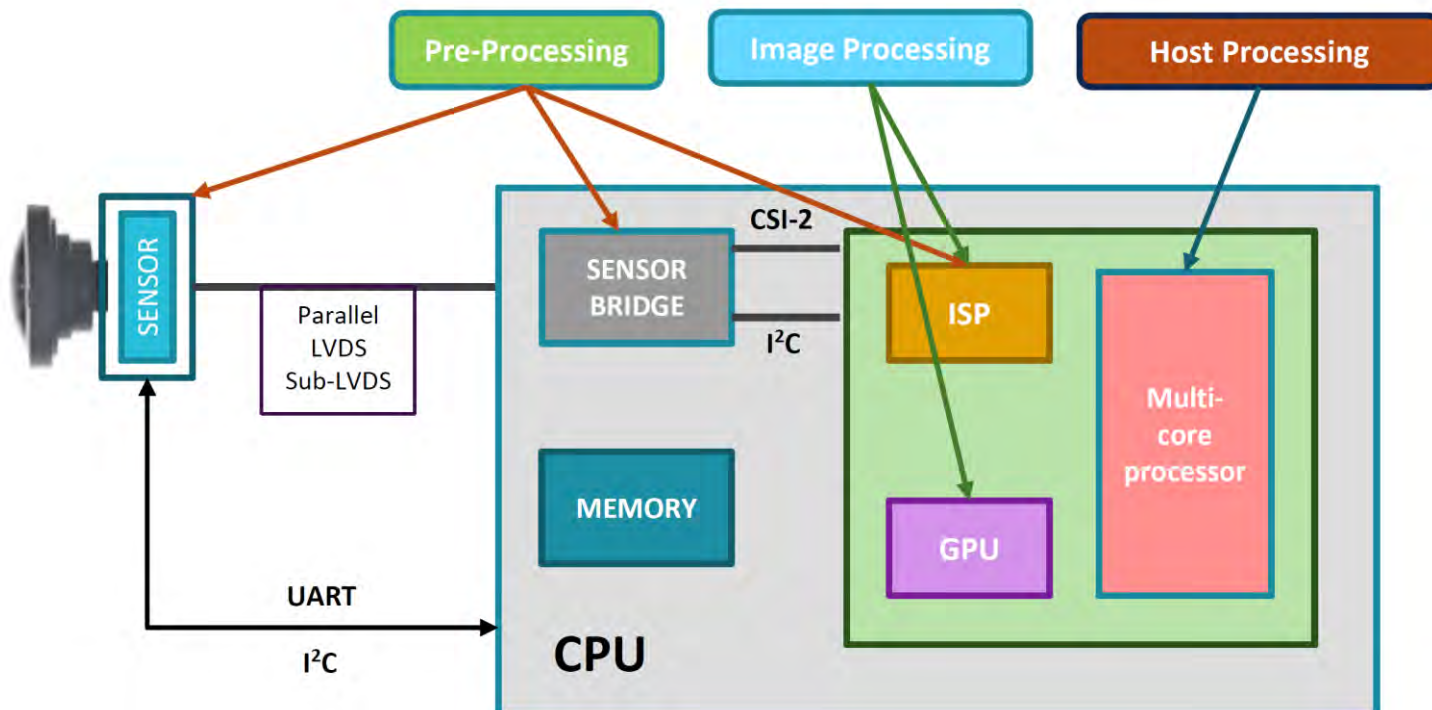 Pre-Processing
Image Processing
Host Processing
SENSOR
Parallel
LVDS
Sub-LVDS
SENSOR
BRIDGE
CSI-2
I²C
ISP
Multi-
core
processor
MEMORY
GPU
UART
I²C
CPU